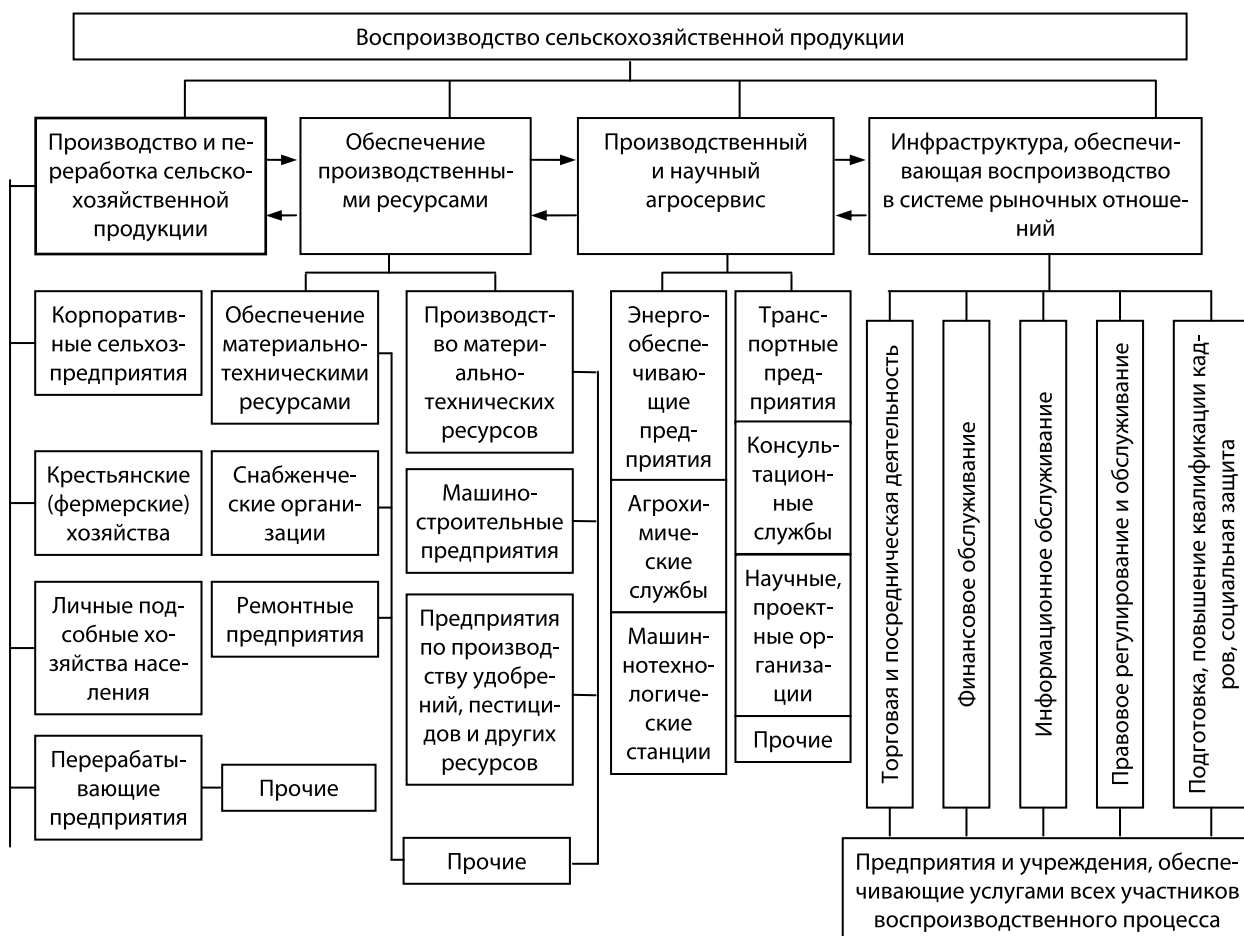 Воспроизводство сельскохозяйственной продукции
Производство и пе-
реработка сельско-
хозяйственной
продукции
Обеспечение
производственны-
ми ресурсами
Производственный
и научный
агросервис
Инфраструктура, обеспечи-
вающая воспроизводство
в системе рыночных отноше-
ний
Корпоратив-
ные сельхоз-
предприятия
Крестьянские
(фермерские)
хозяйства
Личные под-
собные хо-
зяйства насе-
ления
Перерабаты-
вающие
предприятия
Обеспечение
материально-
техническими
ресурсами
Снабженче-
ские органи-
зации
Ремонтные
предприятия
Прочие
Производст-
во матери-
ально-
технических
ресурсов
Машино-
строительные
предприятия
Предприятия
по производ-
ству удобре-
ний, пестици-
дов и других
ресурсов
Прочие
Энерго-
обеспе-
чиваю-
щие пред-
приятия
Агрохи-
миче-
ские
службы
Машин-
нотехно-
логиче-
ские
станции
Транс-
портные
пред-
приятия
Консуль-
тацион-
ные
службы
Научные,
проект-
ные ор-
ганиза-
ции
Прочие
Торговая и посредническая деятельность
Финансовое обслуживание
Информационное обслуживание
Правовое регулирование и обслуживание
Подготовка, повышение квалификации кад-
ров, социальная защита
Предприятия и учреждения, обеспе-
чивающие услугами всех участников
воспроизводственного процесса